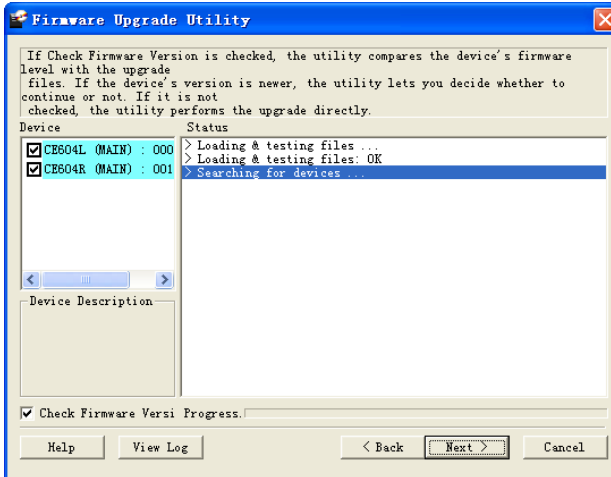 Firmware Upgrade Utility
If Check Firmware Version is checked, the utility compares the device's firmware
level with the upgrade
files. If the device's version is newer, the utility lets you decide whether to
continue or not. If it is not
checked, the utility performs the upgrade directly.
Device Status
CE604L (MAIN) : 000
CE604R (MAIN) : 001
> Loading & testing files ...
> Loading & testing files: OK
> Searching for devices ...
Device Description
Check Firmware Versi Progress.
Help View Log < Back Next > Cancel